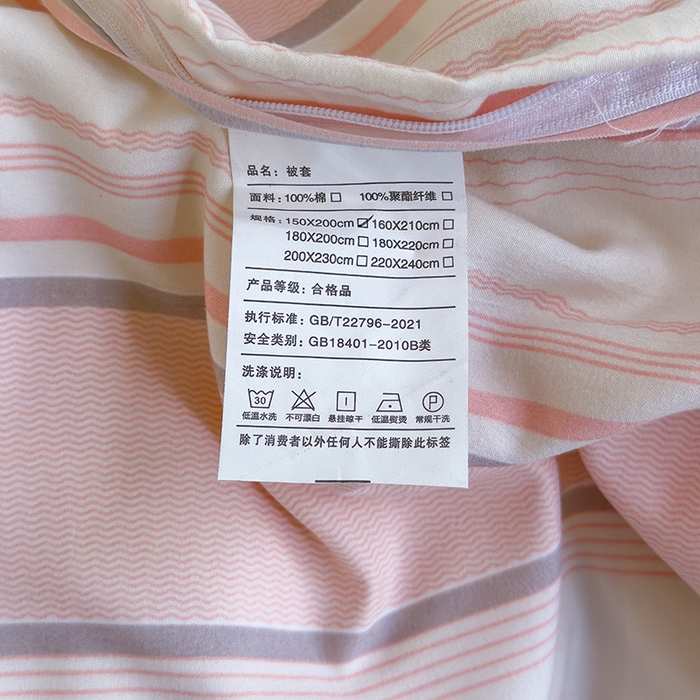 品名：被套
面料：100%棉☐ 100%聚酯纤维☐
规格：150X200cm☑160X210cm☐
180X200cm☐180X220cm☐
200X230cm☐220X240cm☐
产品等级：合格品
执行标准：GB/T22796-2021
安全类别：GB18401-2010B类
洗涤说明：
30 P
低温水洗 不可漂白 悬挂晾干 低温熨烫 常规干洗
除了消费者以外任何人不能撕除此标签